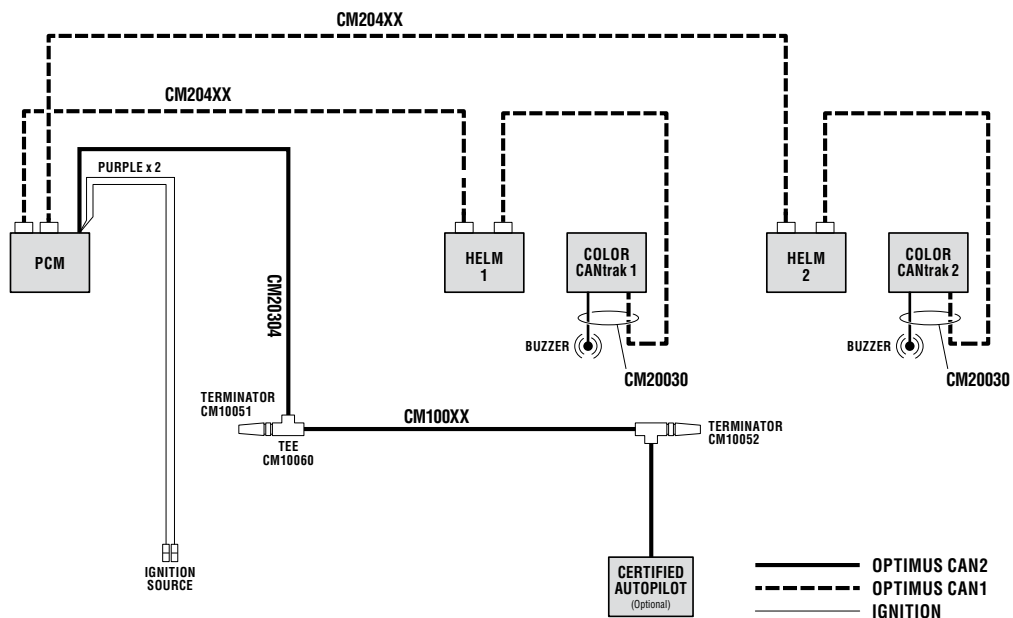 CM204XX
CM204XX
PURPLE x 2
PCM
HELM
1
COLOR
CANtrak 1
HELM
2
COLOR
CANtrak 2
CM20304
BUZZER
CM20030
BUZZER
CM20030
TERMINATOR
CM10051
CM100XX
TEE
CM10060
TERMINATOR
CM10052
IGNITION
SOURCE
CERTIFIED
AUTOPILOT
(Optional)
OPTIMUS CAN2
OPTIMUS CAN1
IGNITION